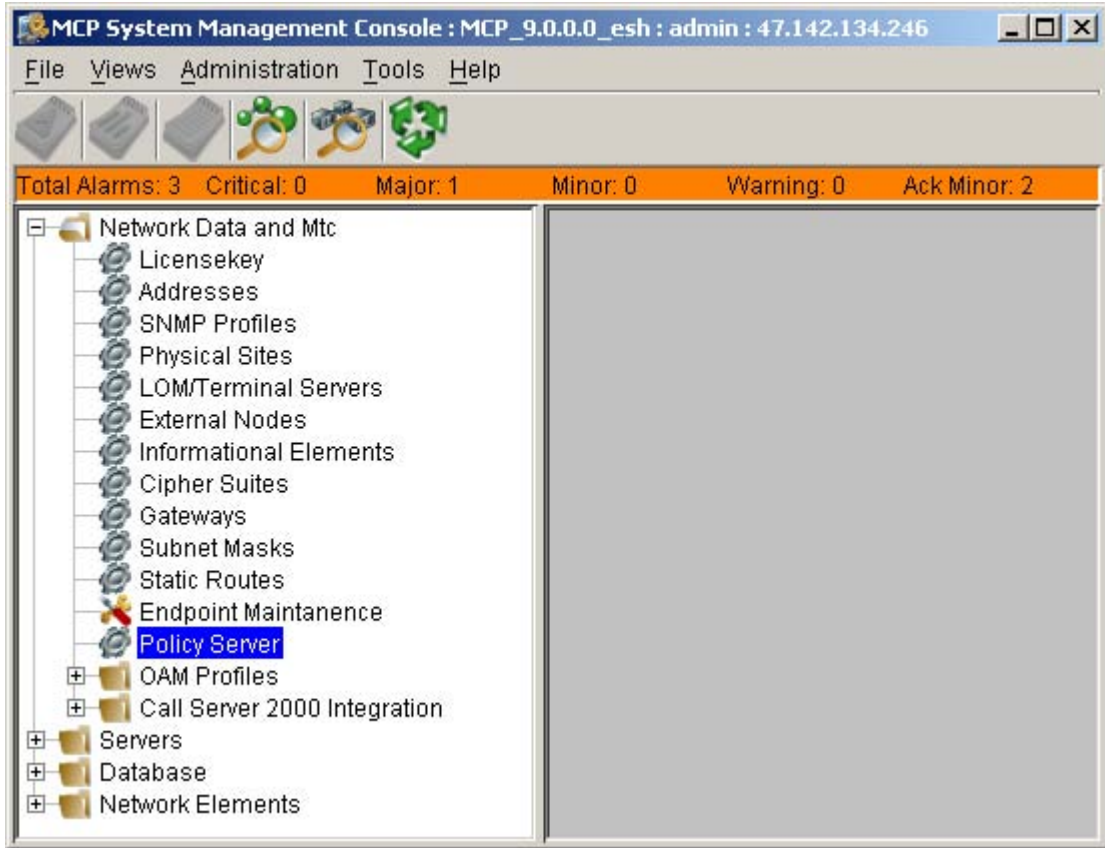 MCP System Management Console : MCP_9.0.0.0_esh : admin : 47.142.134.246
File Views Administration Tools Help
Total Alarms: 3 Critical: 0 Major: 1 Minor: 0 Warning: 0 Ack Minor: 2
Network Data and Mtc
Licensekey
Addresses
SNMP Profiles
Physical Sites
LOM/Terminal Servers
External Nodes
Informational Elements
Cipher Suites
Gateways
Subnet Masks
Static Routes
Endpoint Maintanence
Policy Server
OAM Profiles
Call Server 2000 Integration
Servers
Database
Network Elements